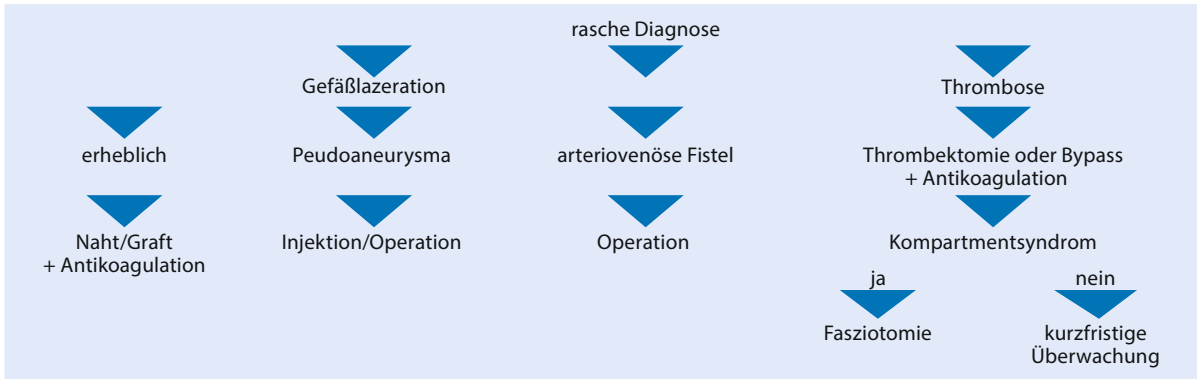 rasche Diagnose
Gefäßlazeration
Thrombose
erheblich
Peudoaneurysma
arteriovenöse Fistel
Thrombektomie oder Bypass
+ Antikoagulation
Naht/Graft
+ Antikoagulation
Injektion/Operation
Operation
Kompartmentsyndrom
ja
nein
Fasziotomie
kurzfristige
Überwachung